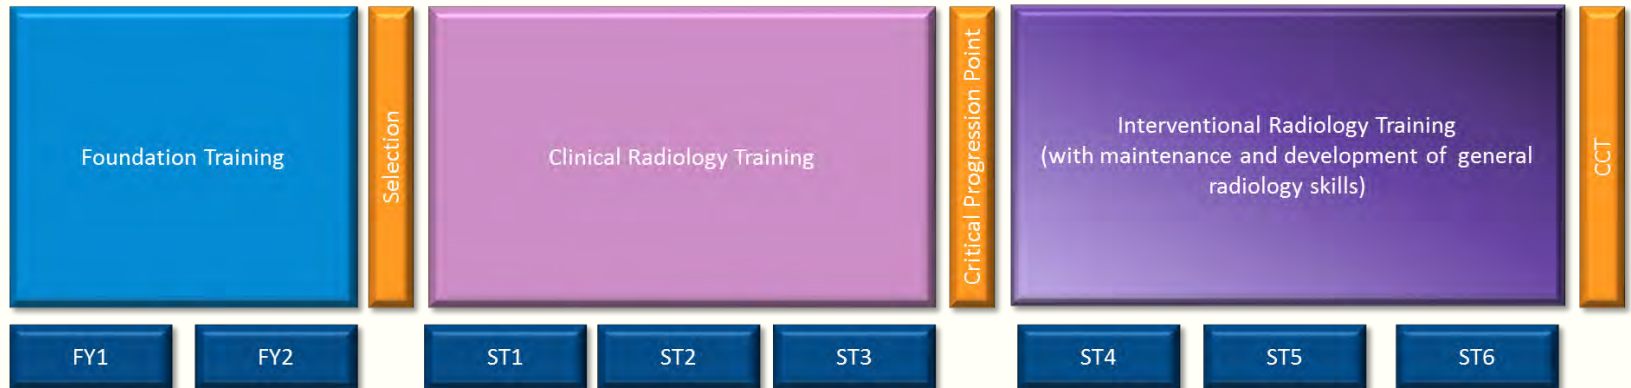 Foundation Training
Selection
Clinical Radiology Training
Critical Progression Point
Interventional Radiology Training
(with maintenance and development of general
radiology skills)
CCT
FY1
FY2
ST1
ST2
ST3
ST4
ST5
ST6